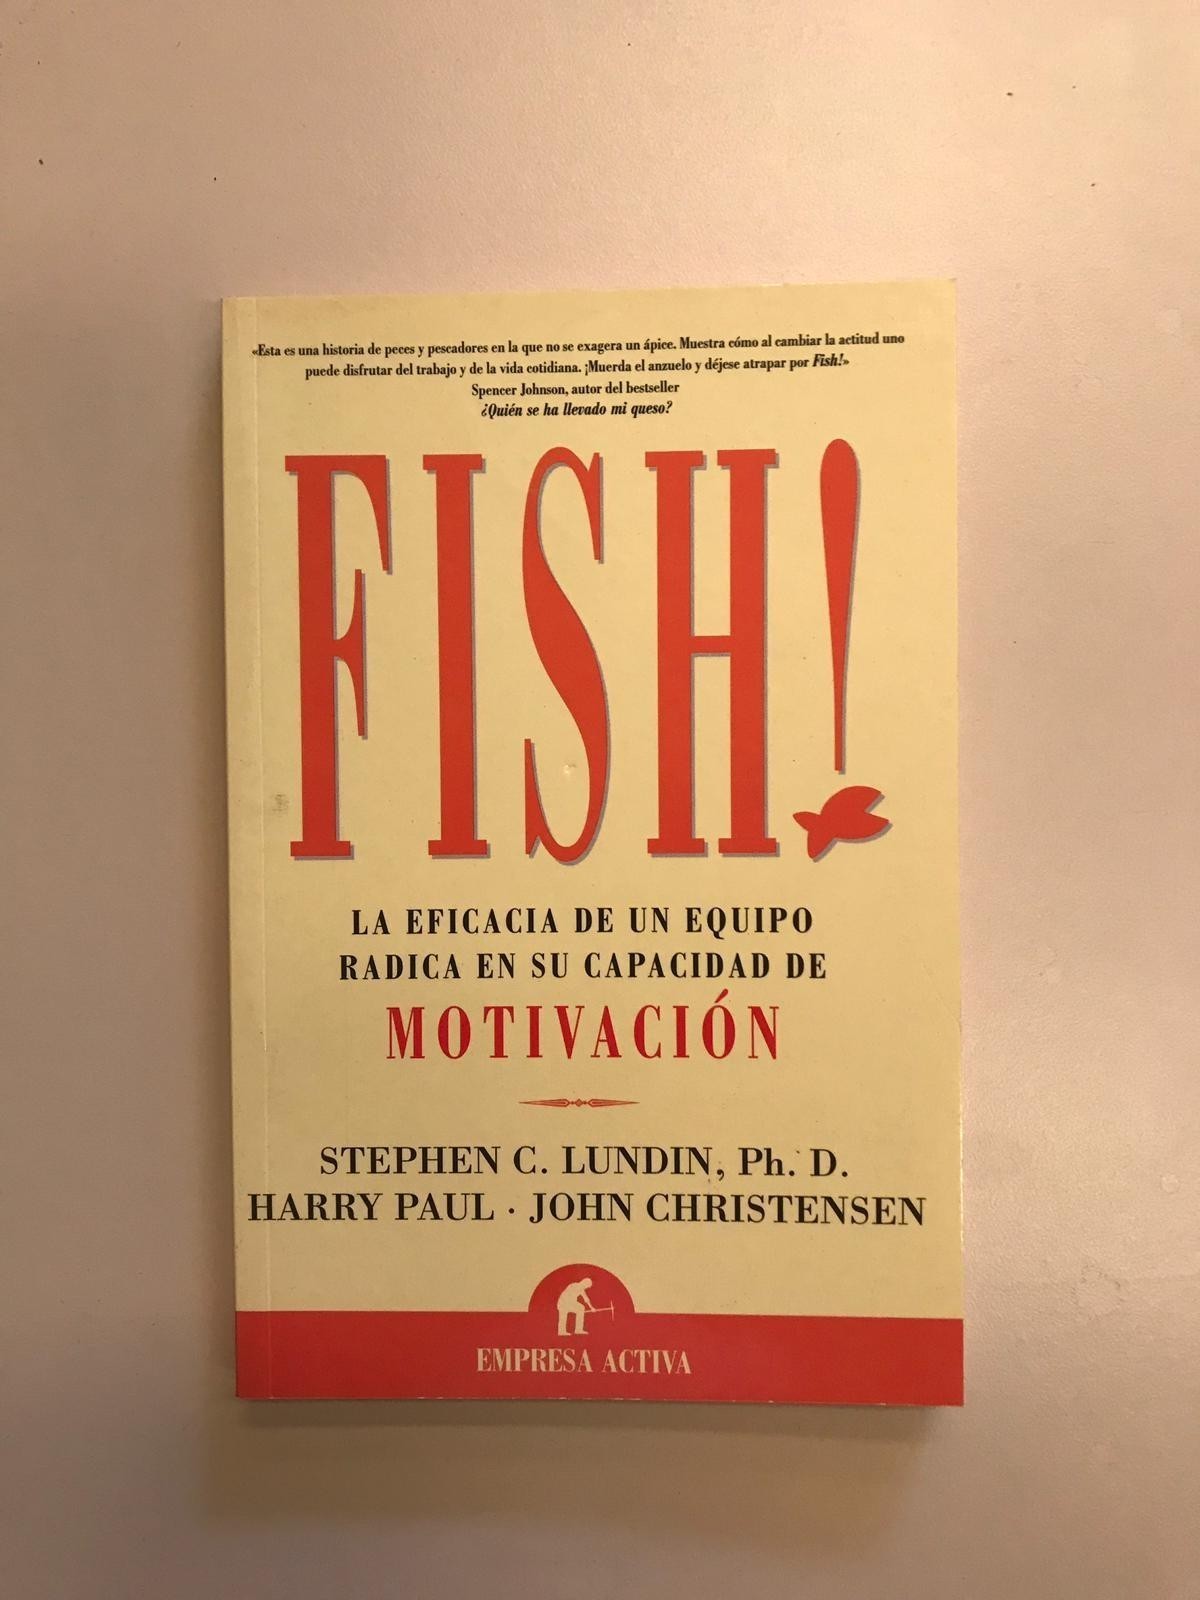 «Esta es una historia de peces y pescadores en la que no se exagera un ápice. Muestra cómo al cambiar la actitud uno
puede disfrutar del trabajo y de la vida cotidiana. ¡Muerda el anzuelo y déjese atrapar por Fish!»
Spencer Johnson, autor del bestseller
¿Quién se ha llevado mi queso?
FISH!
LA EFICACIA DE UN EQUIPO
RADICA EN SU CAPACIDAD DE
MOTIVACIÓN
STEPHEN C. LUNDIN, Ph. D.
HARRY PAUL · JOHN CHRISTENSEN
EMPRESA ACTIVA